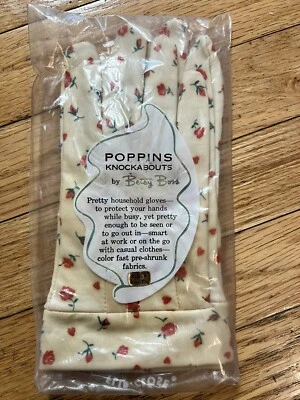 POPPINS
KNOCKABOUTS
by Betsy Bond
Pretty household gloves—
to protect your hands
while busy, yet pretty
enough to be seen or
to go out in—smart
at work or on the go
with casual clothes—
color fast pre-shrunk
fabrics.